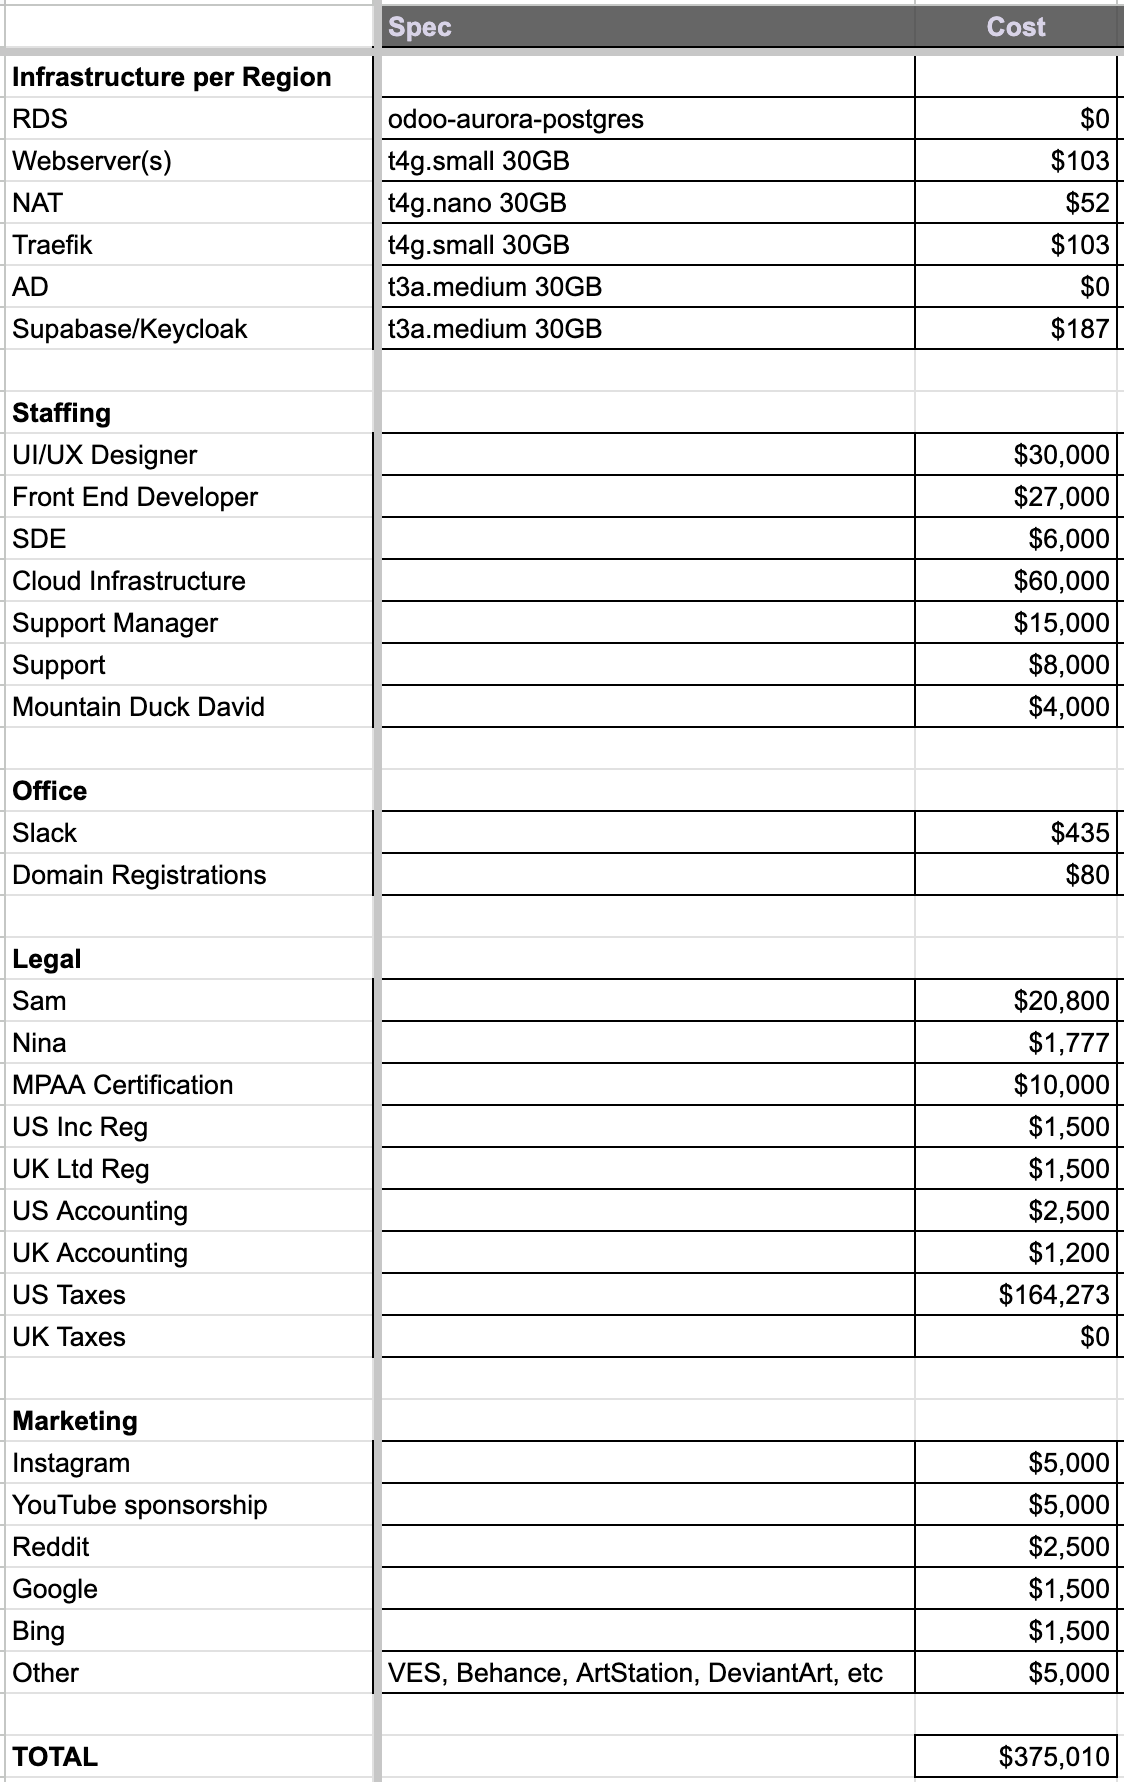 Spec Cost
Infrastructure per Region
RDS odoo-aurora-postgres $0
Webserver(s) t4g.small 30GB $103
NAT t4g.nano 30GB $52
Traefik t4g.small 30GB $103
AD t3a.medium 30GB $0
Supabase/Keycloak t3a.medium 30GB $187
Staffing
UI/UX Designer $30,000
Front End Developer $27,000
SDE $6,000
Cloud Infrastructure $60,000
Support Manager $15,000
Support $8,000
Mountain Duck David $4,000
Office
Slack $435
Domain Registrations $80
Legal
Sam $20,800
Nina $1,777
MPAA Certification $10,000
US Inc Reg $1,500
UK Ltd Reg $1,500
US Accounting $2,500
UK Accounting $1,200
US Taxes $164,273
UK Taxes $0
Marketing
Instagram $5,000
YouTube sponsorship $5,000
Reddit $2,500
Google $1,500
Bing $1,500
Other VES, Behance, ArtStation, DeviantArt, etc $5,000
TOTAL $375,010